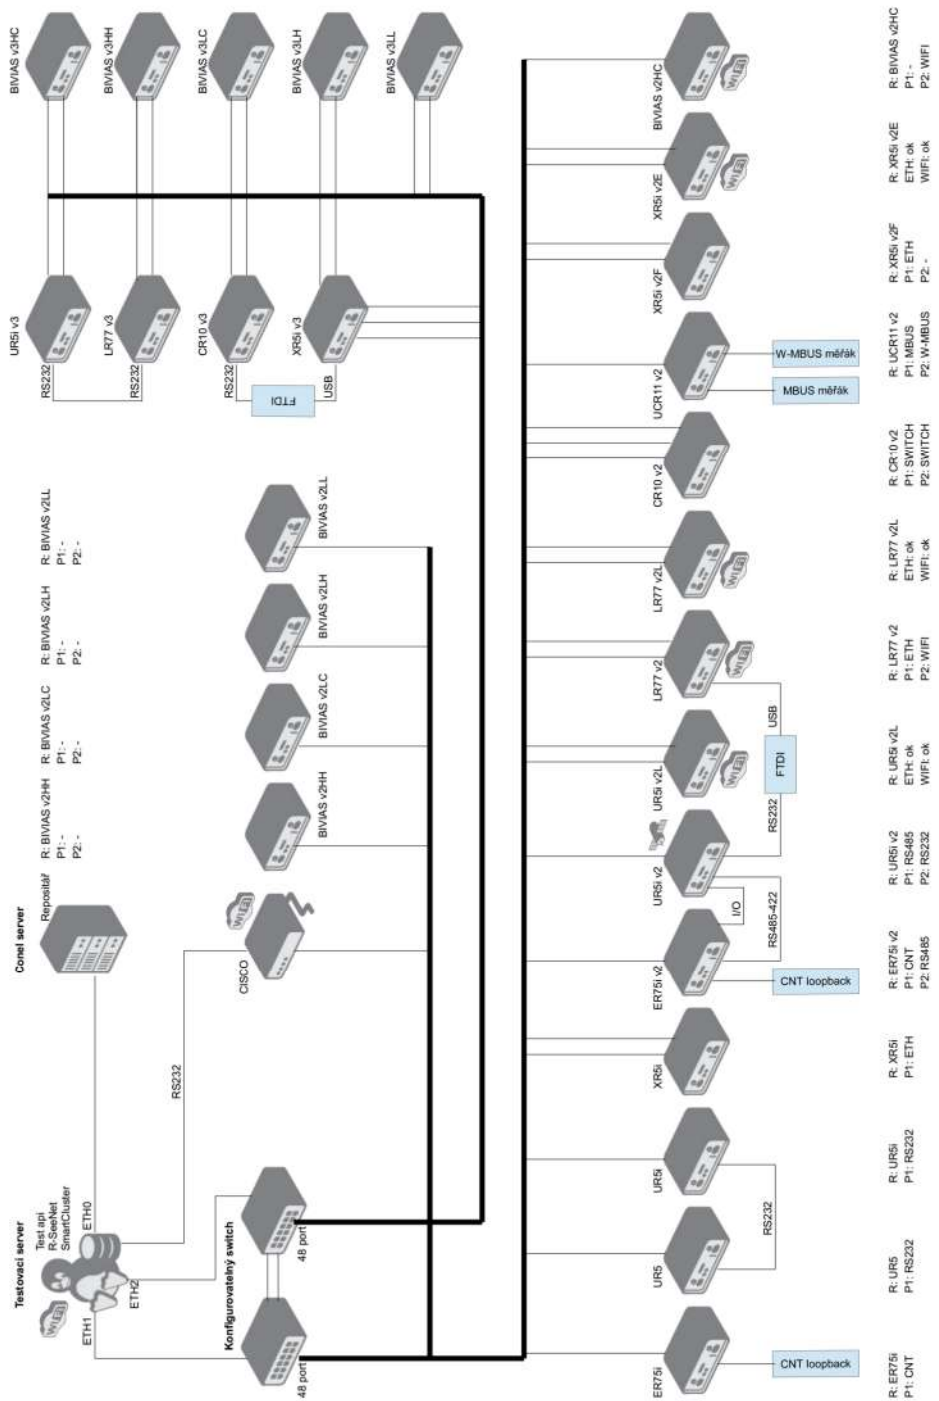 Testovací server
Test api
R-SeeNet
SmartCluster
WiFi
ETH1
ETH0
ETH2
Conel server
Repositář
RS232
Konfigurovatelný switch
48 port
48 port
CISCO
WiFi
R: BIVIAS v2HH
P1: -
P2: -
R: BIVIAS v2LC
P1: -
P2: -
R: BIVIAS v2LH
P1: -
P2: -
R: BIVIAS v2LL
P1: -
P2: -
BIVIAS v2HH
BIVIAS v2LC
BIVIAS v2LH
BIVIAS v2LL
BIVIAS v3HC
BIVIAS v3HH
BIVIAS v3LC
BIVIAS v3LH
BIVIAS v3LL
UR5i v3
LR77 v3
CR10 v3
XR5i v3
RS232
RS232
RS232
USB
FTDI
ER75i
UR5
UR5i
XR5i
ER75i v2
UR5i v2
UR5i v2L
LR77 v2
LR77 v2L
CR10 v2
UCR11 v2
XR5i v2F
XR5i v2E
BIVIAS v2HC
WiFi
WiFi
WiFi
WiFi
WiFi
CNT loopback
RS232
CNT loopback
I/O
RS485-422
RS232
FTDI
USB
MBUS měřák
W-MBUS měřák
R: ER75i
P1: CNT
R: UR5
P1: RS232
R: UR5i
P1: RS232
R: XR5i
P1: ETH
R: ER75i v2
P1: CNT
P2: RS485
R: UR5i v2
P1: RS485
P2: RS232
R: UR5i v2L
ETH: ok
WIFI: ok
R: LR77 v2
P1: ETH
P2: WIFI
R: LR77 v2L
ETH: ok
WIFI: ok
R: CR10 v2
P1: SWITCH
P2: SWITCH
R: UCR11 v2
P1: MBUS
P2: W-MBUS
R: XR5i v2F
P1: ETH
P2: -
R: XR5i v2E
ETH: ok
WIFI: ok
R: BIVIAS v2HC
P1: -
P2: WIFI